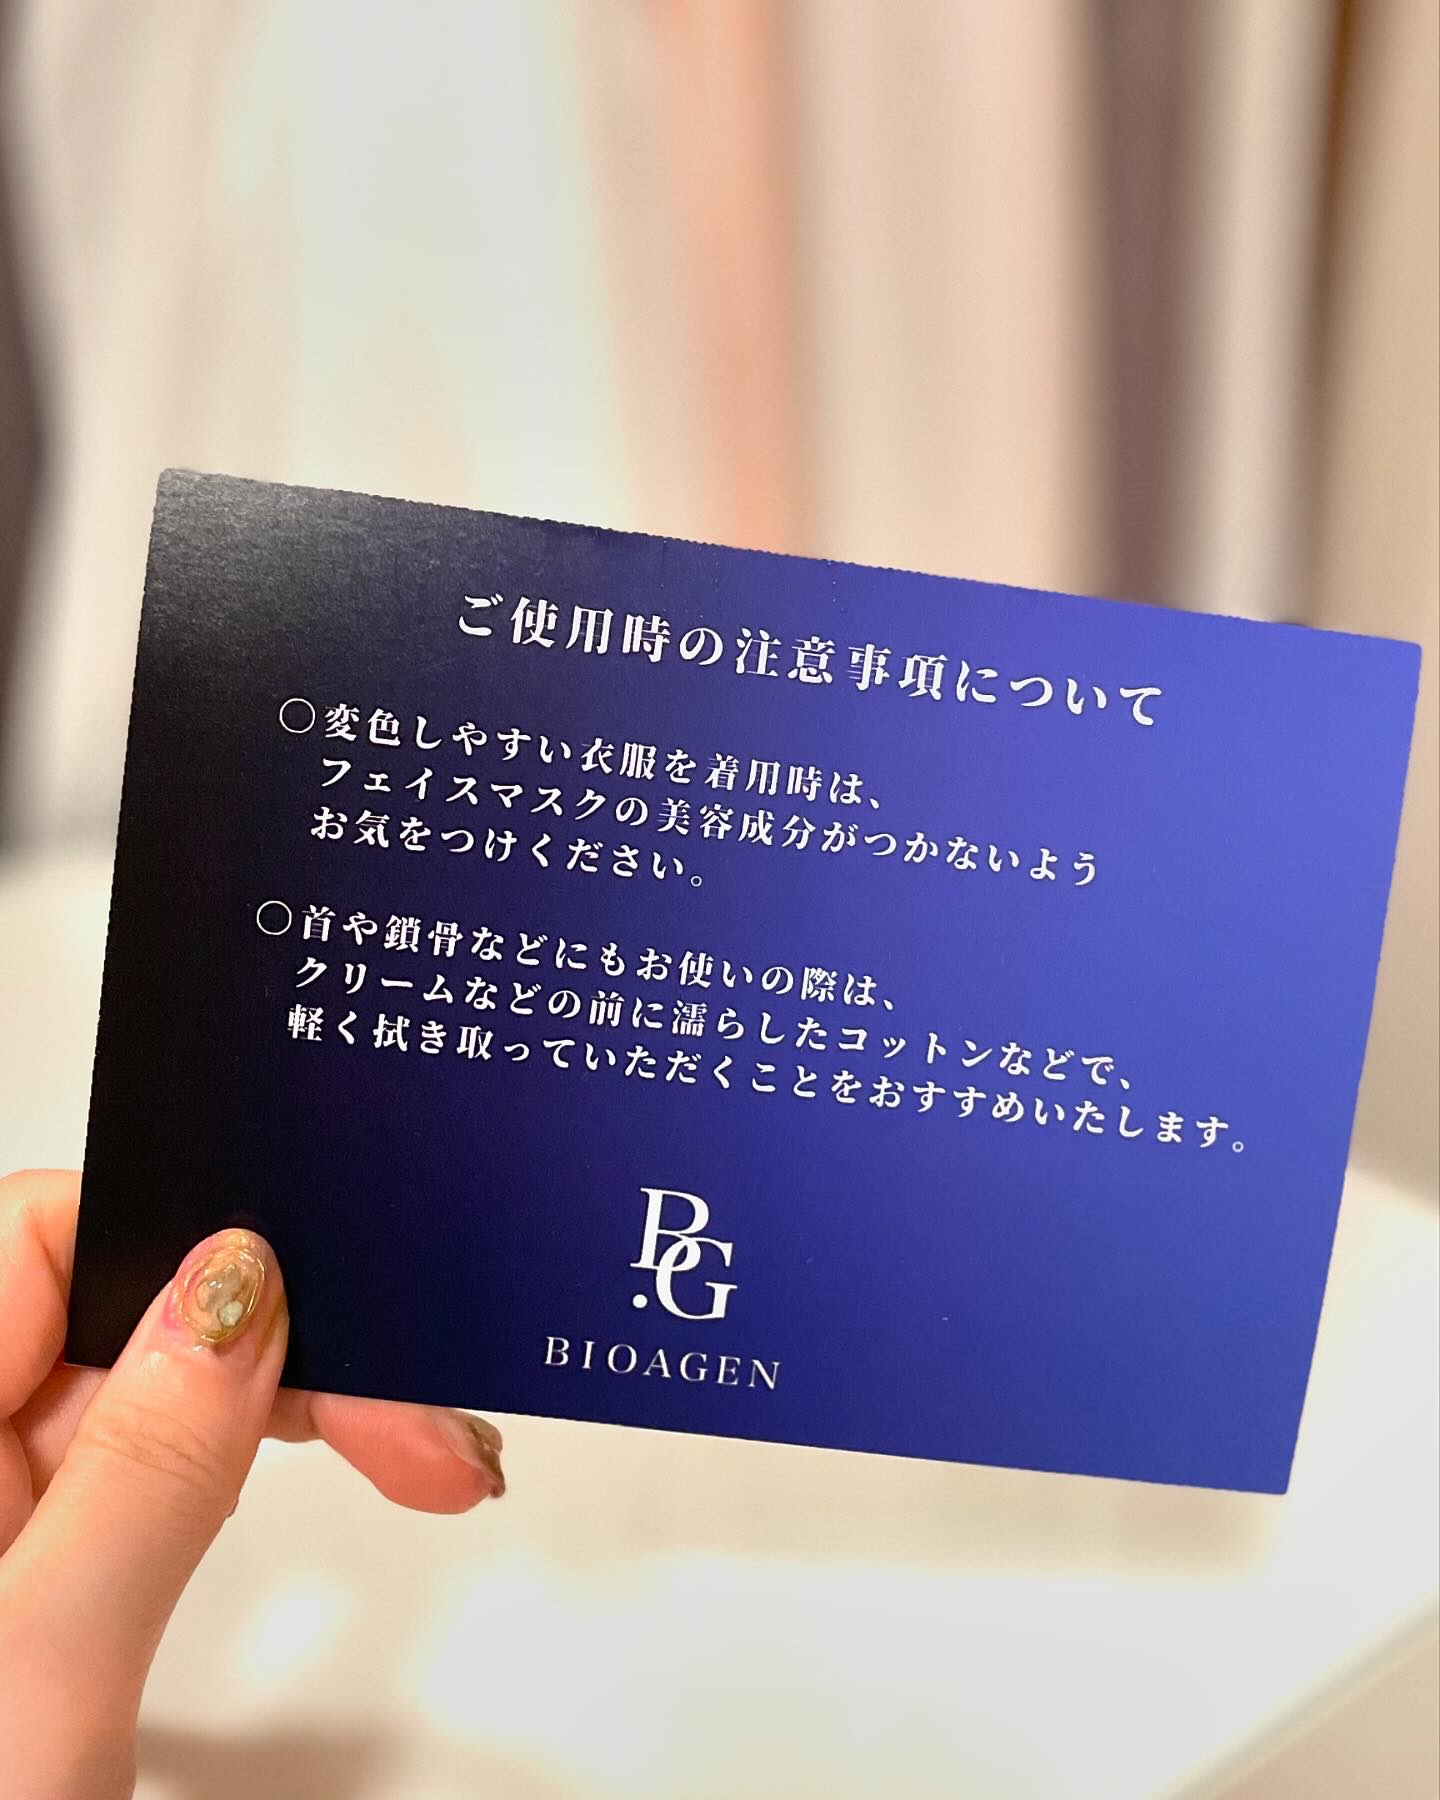 ご使用時の注意事項について
〇変色しやすい衣服を着用時は、
フェイスマスクの美容成分がつかないよう
お気をつけください。
〇首や鎖骨などにもお使いの際は、
クリームなどの前に濡らしたコットンなどで、
軽く拭き取っていただくことをおすすめいたします。
B.G
BIOAGEN